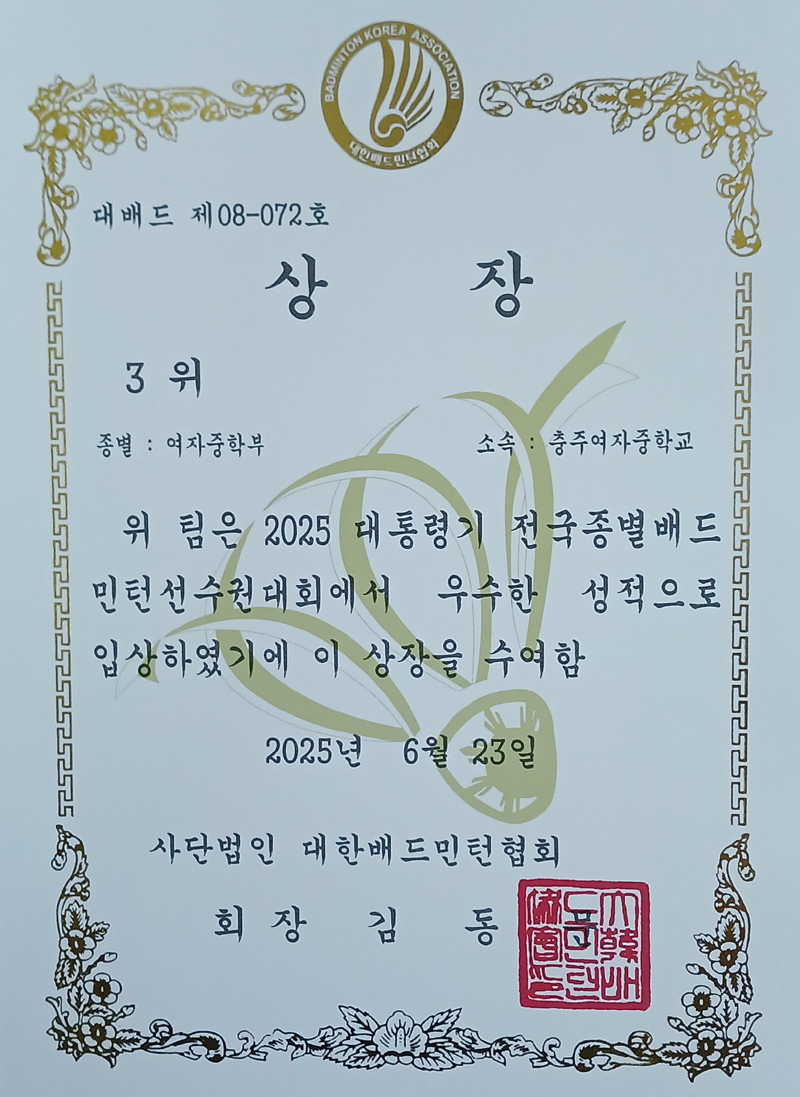 BADMINTON KOREA ASSOCIATION
대한배드민턴협회
대배드 제08-072호
상 장
3 위
종별 : 여자중학부 소속 : 충주여자중학교
위 팀은 2025 대통령기 전국종별배드
민턴선수권대회에서 우수한 성적으로
입상하였기에 이 상장을 수여함
2025년 6월 23일
사단법인 대한배드민턴협회
회 장 김 동 문